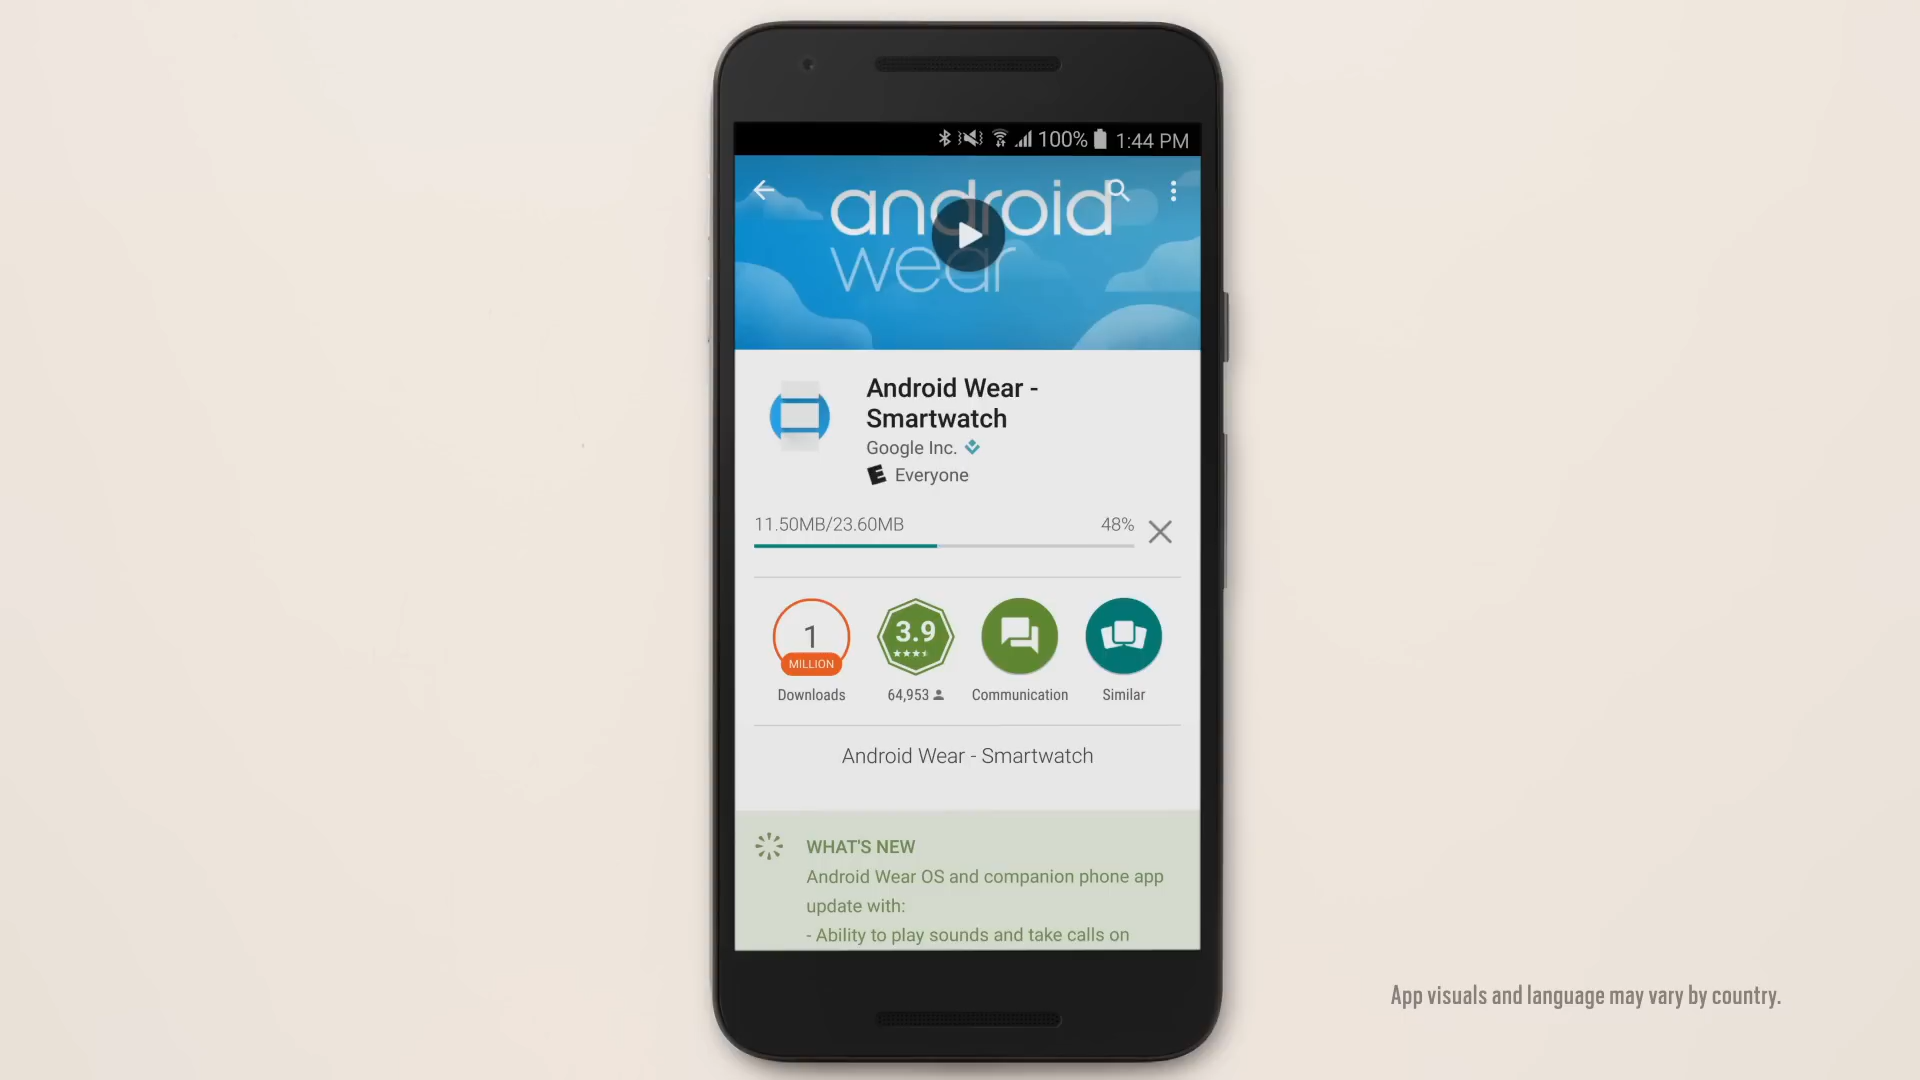 100% 1:44 PM
android
wear
Android Wear -
Smartwatch
Google Inc.
E Everyone
11.50MB/23.60MB 48%
1
MILLION
3.9
Downloads 64,953 Communication Similar
Android Wear - Smartwatch
WHAT'S NEW
Android Wear OS and companion phone app
update with:
- Ability to play sounds and take calls on
App visuals and language may vary by country.